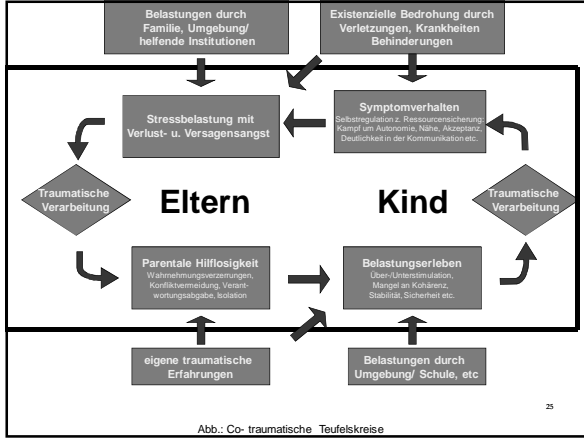 Belastungen durch
Familie, Umgebung/
helfende Institutionen
Existenzielle Bedrohung durch
Verletzungen, Krankheiten
Behinderungen
Stressbelastung mit
Verlust- u. Versagensangst
Symptomverhalten
Selbstregulation z. Ressourcensicherung:
Kampf um Autonomie, Nähe, Akzeptanz,
Deutlichkeit in der Kommunikation etc.
Traumatische
Verarbeitung
Eltern
Kind
Traumatische
Verarbeitung
Parentale Hilflosigkeit
Wahrnehmungsverzerrungen,
Konfliktvermeidung, Verant-
wortungsabgabe, Isolation
Belastungserleben
Über-/Unterstimulation,
Mangel an Kohärenz,
Stabilität, Sicherheit etc.
eigene traumatische
Erfahrungen
Belastungen durch
Umgebung/ Schule, etc
25
Abb.: Co- traumatische Teufelskreise